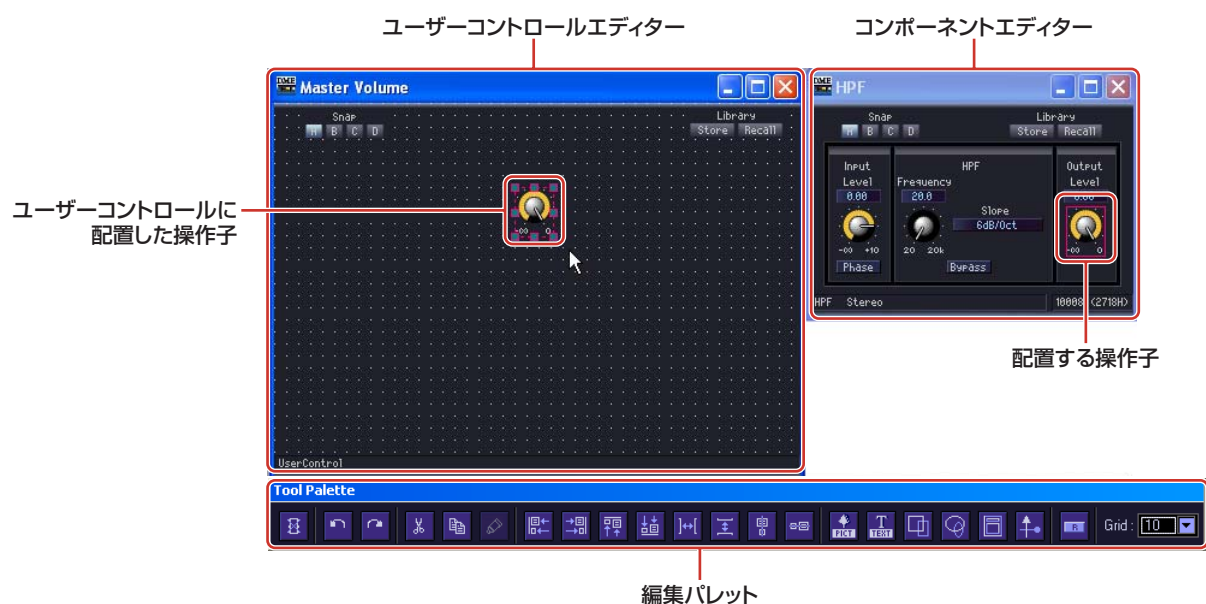 ユーザーコントロールエディター
コンポーネントエディター
DME
Master Volume
DME
HPF
Snap
A B C D
Library
Store Recall
Snap
A B C D
Library
Store Recall
Input
Level
0.00
-∞ +10
Phase
HPF
Frequency
20.0
20 20k
Slope
6dB/Oct
Bypass
Output
Level
0.00
-∞ 0
ユーザーコントロールに
配置した操作子
-∞ 0
HPF Stereo
(2718H)
配置する操作子
UserControl
Tool Palette
PICT
T
TEXT
R
Grid : 10
編集パレット